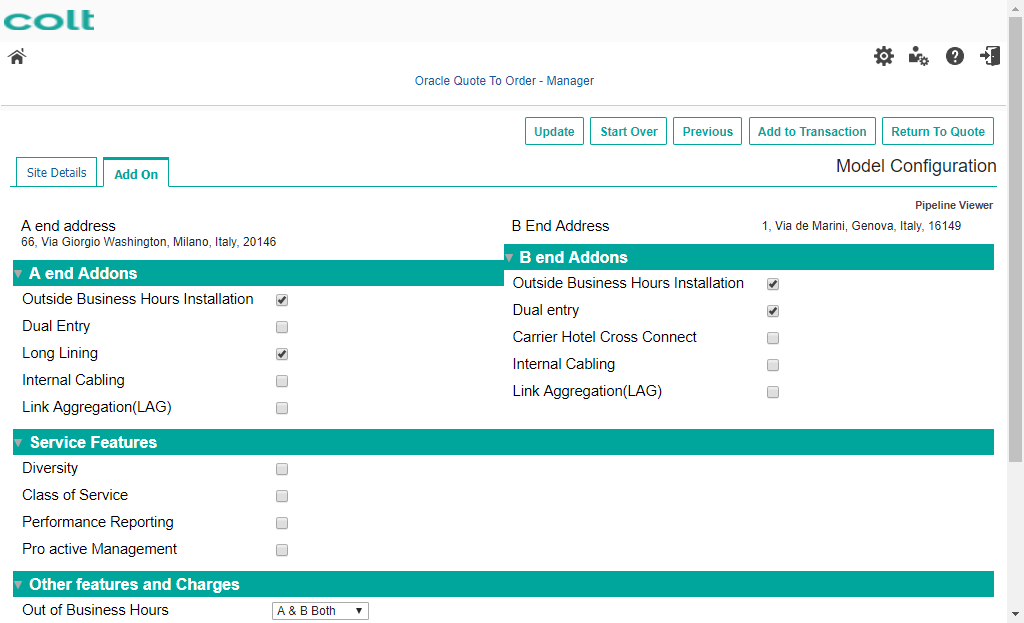 colt
Oracle Quote To Order - Manager
Update
Start Over
Previous
Add to Transaction
Return To Quote
Site Details
Add On
Model Configuration
Pipeline Viewer
A end address
66, Via Giorgio Washington, Milano, Italy, 20146
B End Address
1, Via de Marini, Genova, Italy, 16149
A end Addons
Outside Business Hours Installation
Dual Entry
Long Lining
Internal Cabling
Link Aggregation(LAG)
B end Addons
Outside Business Hours Installation
Dual entry
Carrier Hotel Cross Connect
Internal Cabling
Link Aggregation(LAG)
Service Features
Diversity
Class of Service
Performance Reporting
Pro active Management
Other features and Charges
Out of Business Hours
A & B Both